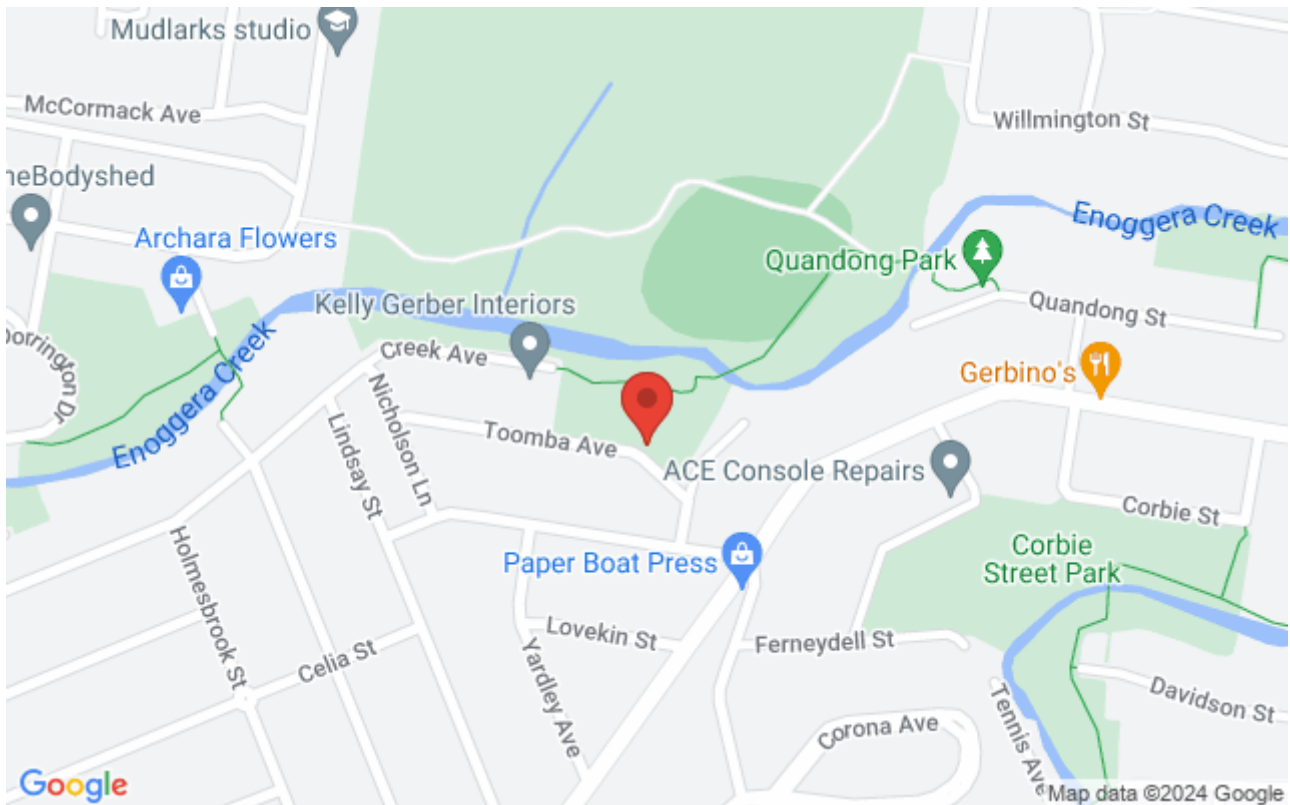 Mudlarks studio
McCormack Ave
Willmington St
neBodyshed
Archara Flowers
Enoggera Creek
Quandong Park
Quandong St
Kelly Gerber Interiors
Creek Ave
orrington Dr
Enoggera Creek
Nicholson Ln
Lindsay St
Toomba Ave
Gerbino's
ACE Console Repairs
Corbie St
Corbie
Street Park
Paper Boat Press
Holmesbrook St
Celia St
Lovekin St
Yardley Ave
Ferneydell St
Davidson St
Tennis Ave
Corona Ave
Google
Map data ©2024 Google